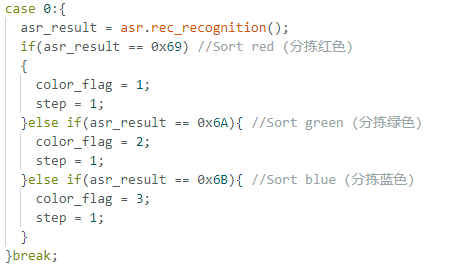 case 0:{
asr_result = asr.rec_recognition();
if(asr_result == 0x69) //Sort red (分拣红色)
{
color_flag = 1;
step = 1;
}else if(asr_result == 0x6A){ //Sort green (分拣绿色)
color_flag = 2;
step = 1;
}else if(asr_result == 0x6B){ //Sort blue (分拣蓝色)
color_flag = 3;
step = 1;
}
}break;